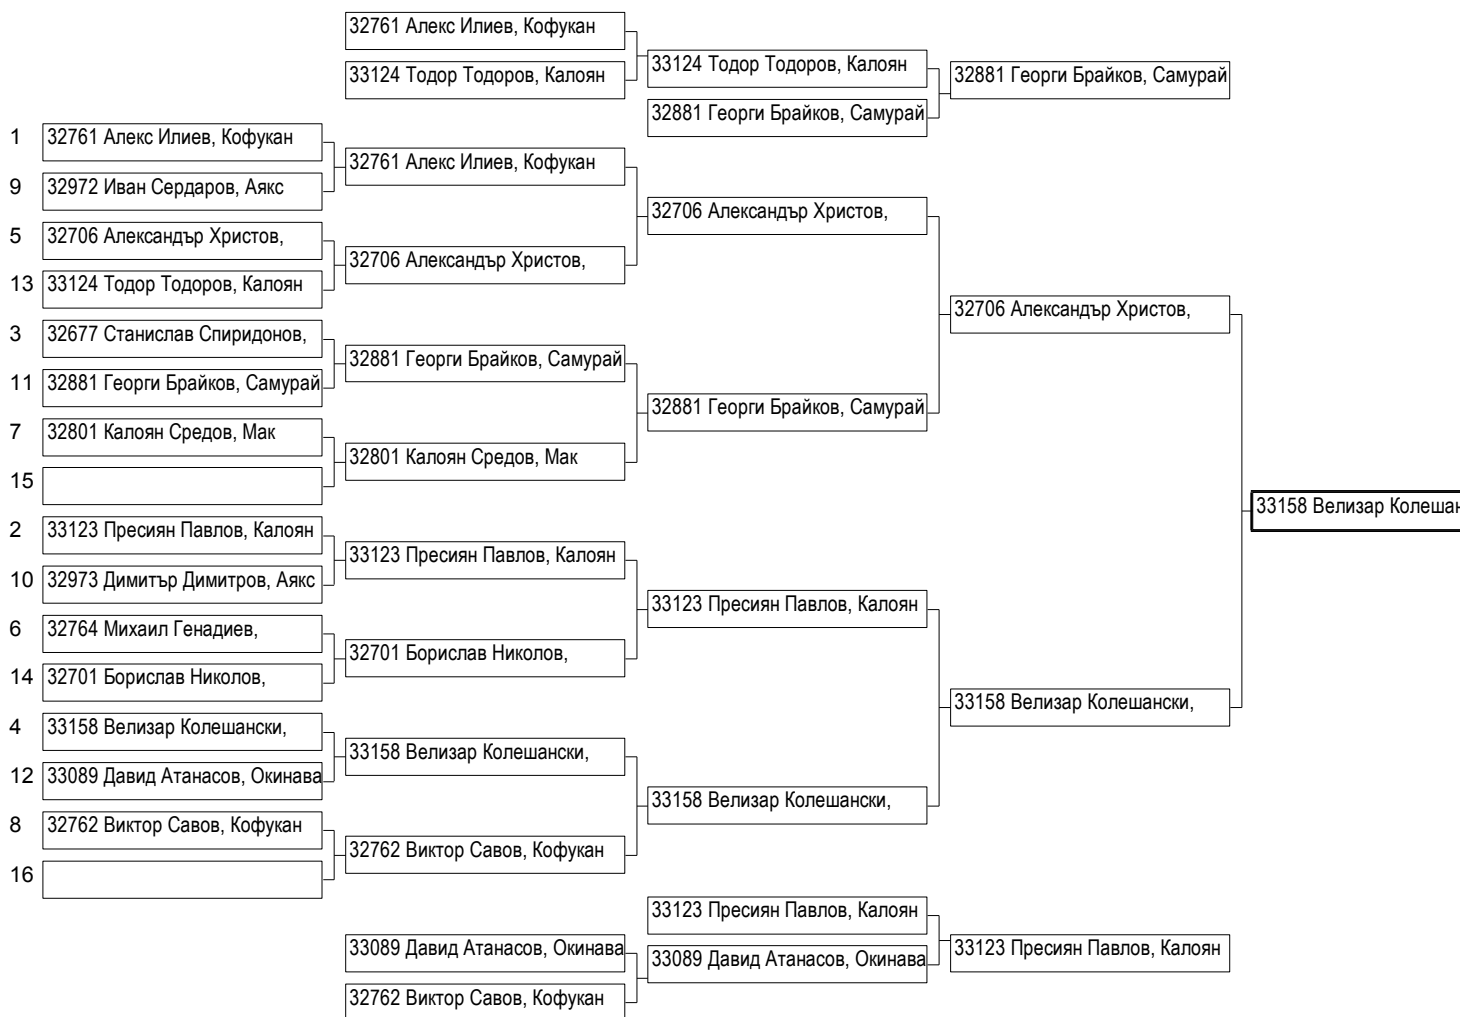 32761 Алекс Илиев, Кофукан
33124 Тодор Тодоров, Калоян
33124 Тодор Тодоров, Калоян
32881 Георги Брайков, Самурай
32881 Георги Брайков, Самурай
1 32761 Алекс Илиев, Кофукан
32761 Алекс Илиев, Кофукан
9 32972 Иван Сердаров, Аякс
32706 Александър Христов,
5 32706 Александър Христов,
32706 Александър Христов,
13 33124 Тодор Тодоров, Калоян
32706 Александър Христов,
3 32677 Станислав Спиридонов,
32881 Георги Брайков, Самурай
11 32881 Георги Брайков, Самурай
32881 Георги Брайков, Самурай
7 32801 Калоян Средов, Мак
32801 Калоян Средов, Мак
15
33158 Велизар Колешан
2 33123 Пресиян Павлов, Калоян
33123 Пресиян Павлов, Калоян
10 32973 Димитър Димитров, Аякс
33123 Пресиян Павлов, Калоян
6 32764 Михаил Генадиев,
32701 Борислав Николов,
14 32701 Борислав Николов,
33158 Велизар Колешански,
4 33158 Велизар Колешански,
33158 Велизар Колешански,
12 33089 Давид Атанасов, Окинава
33158 Велизар Колешански,
8 32762 Виктор Савов, Кофукан
32762 Виктор Савов, Кофукан
16
33123 Пресиян Павлов, Калоян
33089 Давид Атанасов, Окинава
33089 Давид Атанасов, Окинава
33123 Пресиян Павлов, Калоян
32762 Виктор Савов, Кофукан